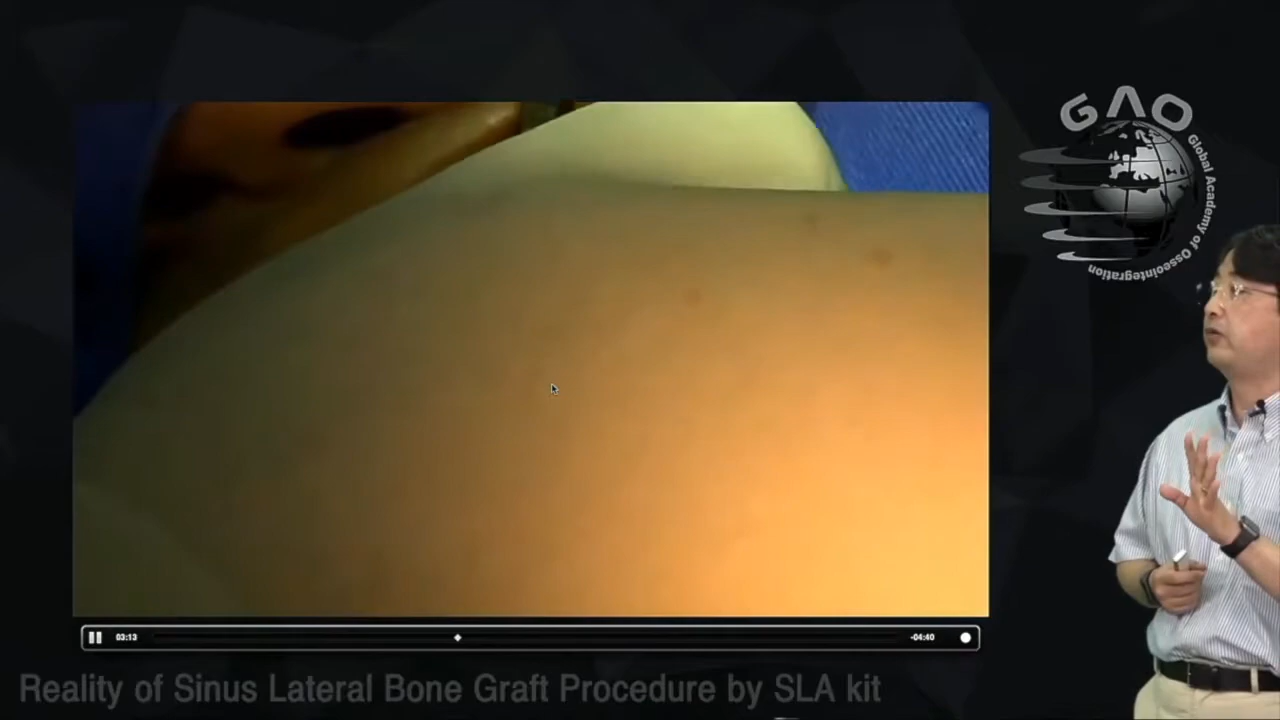 GAO
Global Academy of Osseointegration
03:13
-04:40
Reality of Sinus Lateral Bone Graft Procedure by SLA kit